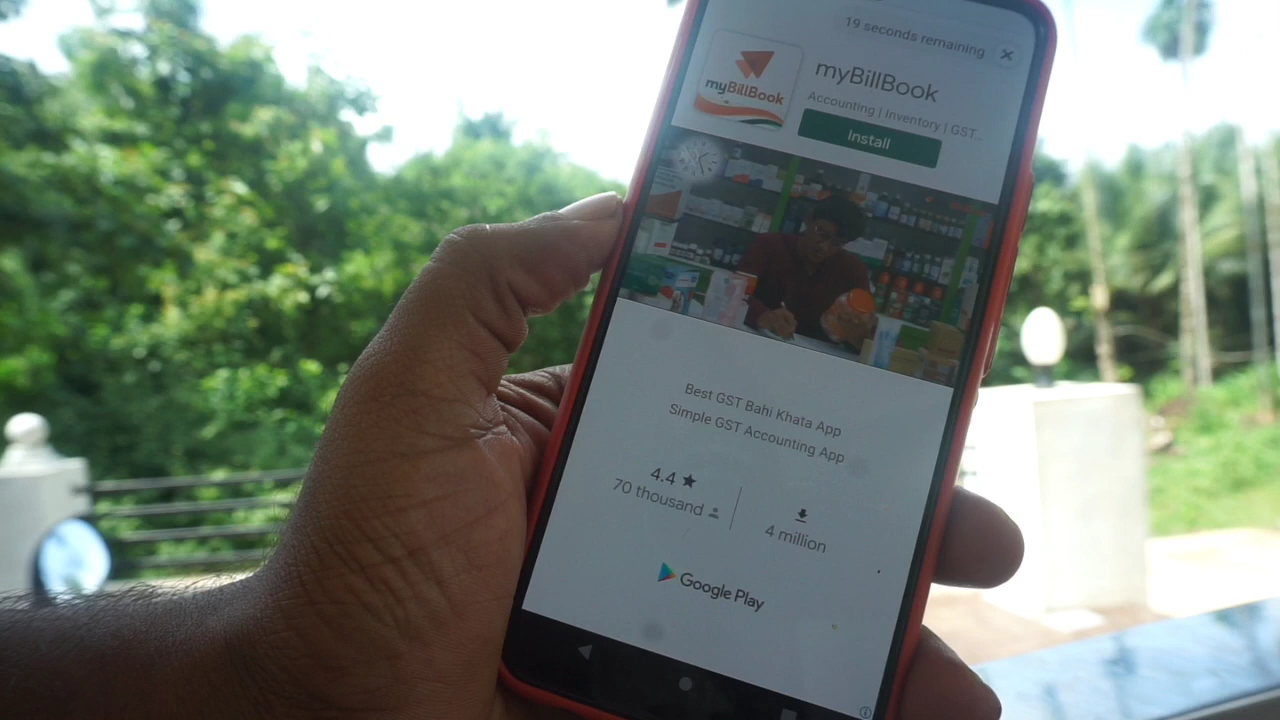 19 seconds remaining
myBillBook
myBillBook
Accounting | Inventory | GST...
Install
Best GST Bahi Khata App
Simple GST Accounting App
4.4
70 thousand
4 million
Google Play